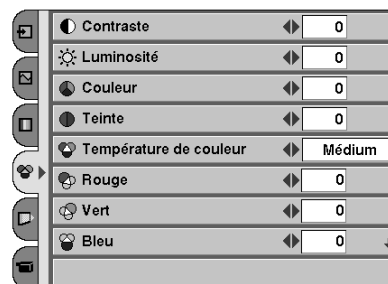 Contraste 0
Luminosité 0
Couleur 0
Teinte 0
Température de couleur Médium
Rouge 0
Vert 0
Bleu 0